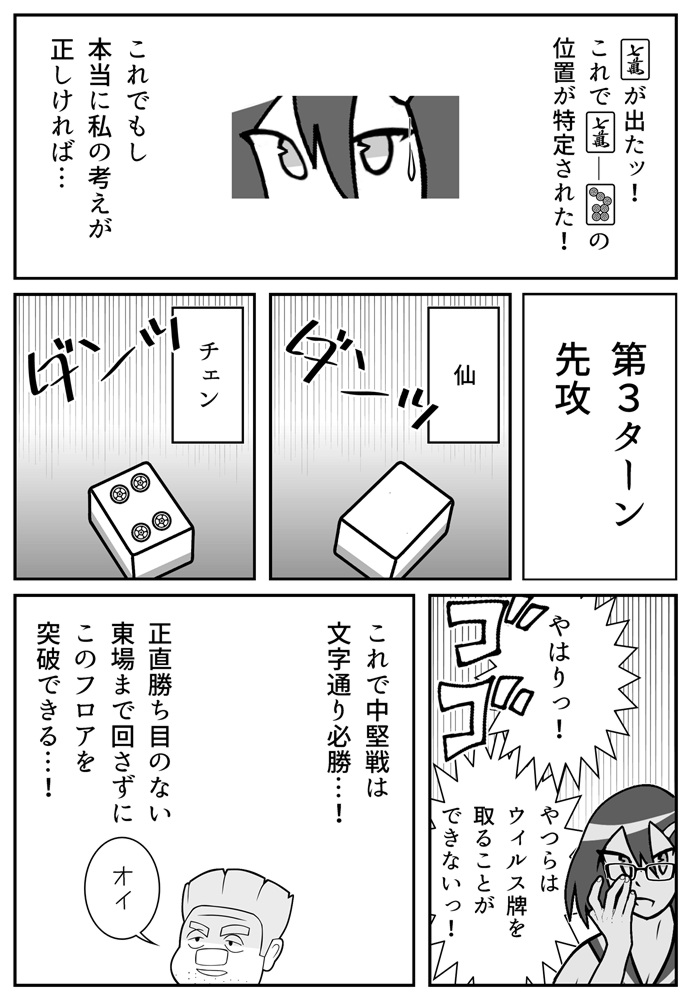 七萬が出たッ！
これで七萬―の
位置が特定された！
これでもし
本当に私の考えが
正しければ…
第３ターン
先攻
仙
ダーッ
チェン
ダンッ
やはりっ！
ゴゴ
やつらは
ウイルス牌を
取ることが
できないっ！
これで中堅戦は
文字通り必勝…！
正直勝ち目のない
東場まで回さずに
このフロアを
突破できる…！
オイ